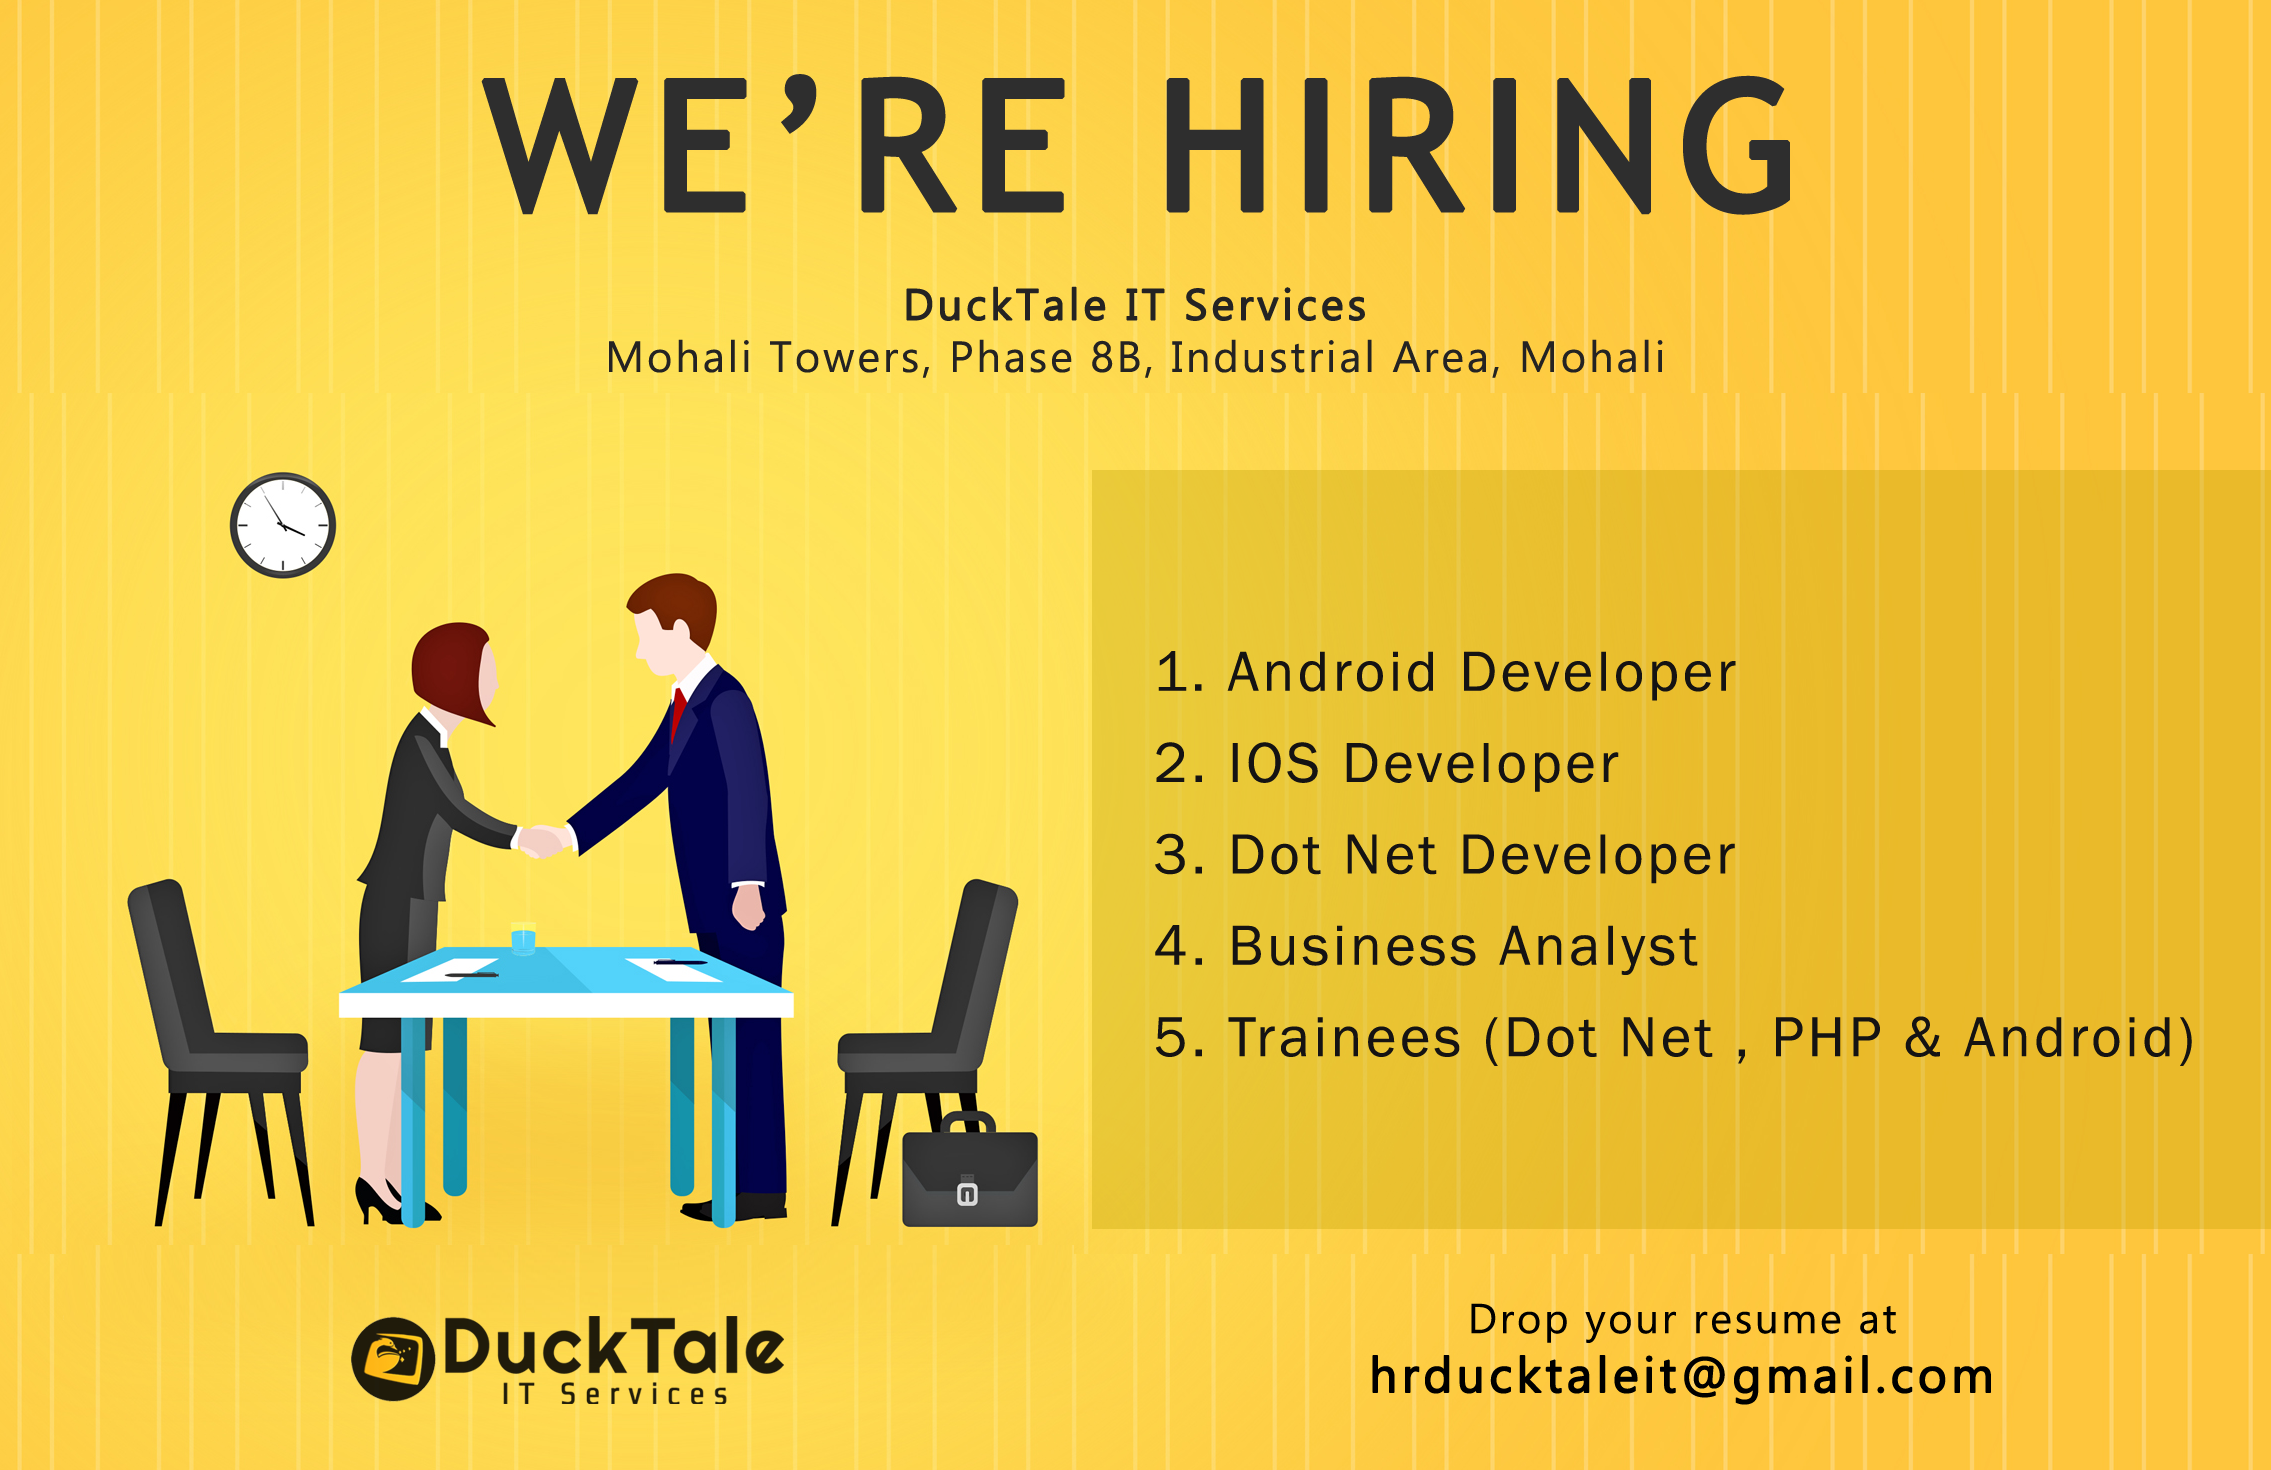 WE’RE HIRING
DuckTale IT Services
Mohali Towers, Phase 8B, Industrial Area, Mohali
1. Android Developer
2. IOS Developer
3. Dot Net Developer
4. Business Analyst
5. Trainees (Dot Net , PHP & Android)
DuckTale
IT Services
Drop your resume at
hrducktaleit@gmail.com